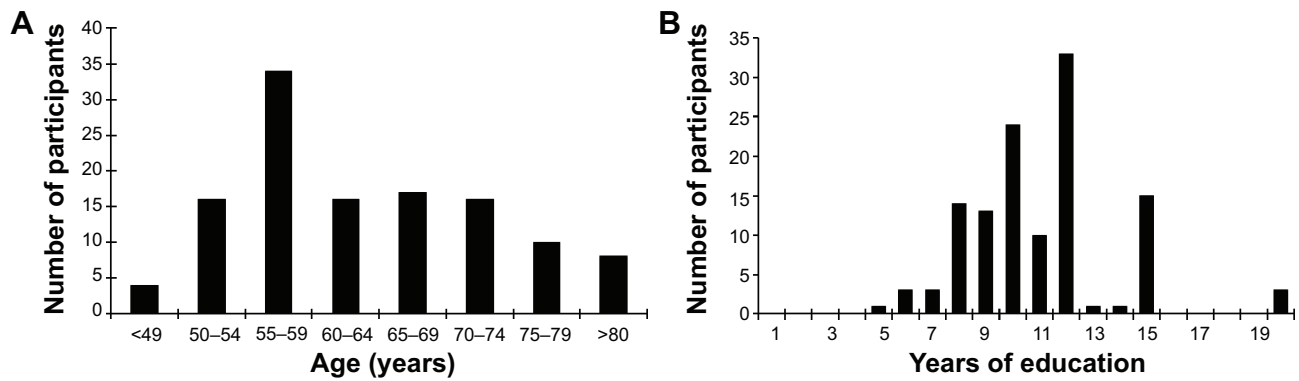 A
Number of participants
40
35
30
25
20
15
10
5
0
<49 50–54 55–59 60–64 65–69 70–74 75–79 >80
Age (years)
B
Number of participants
35
30
25
20
15
10
5
0
1 3 5 7 9 11 13 15 17 19
Years of education